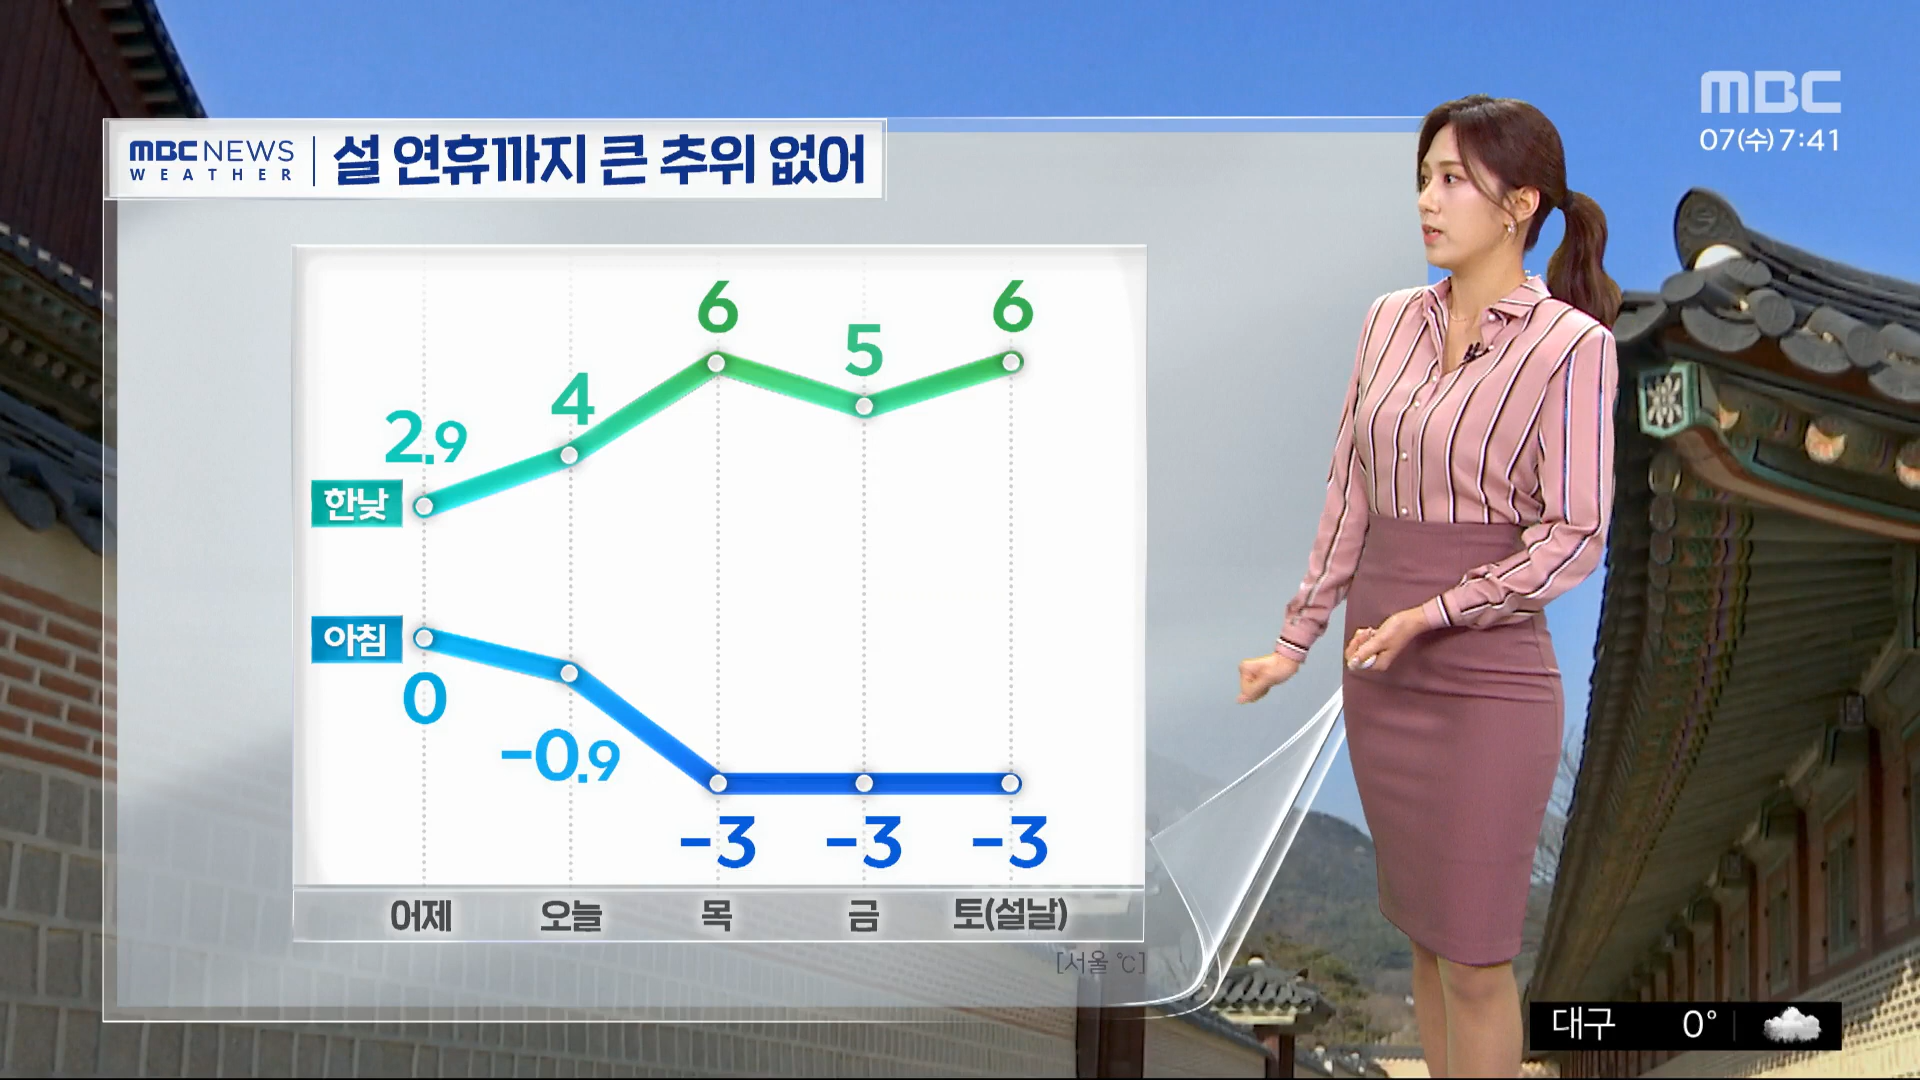 MBC
07(수) 7:41
MBC NEWS
WEATHER
설 연휴까지 큰 추위 없어
6
6
5
4
2.9
한낮
아침
0
-0.9
-3 -3 -3
어제 오늘 목 금 토(설날)
[서울 ℃]
대구 0°